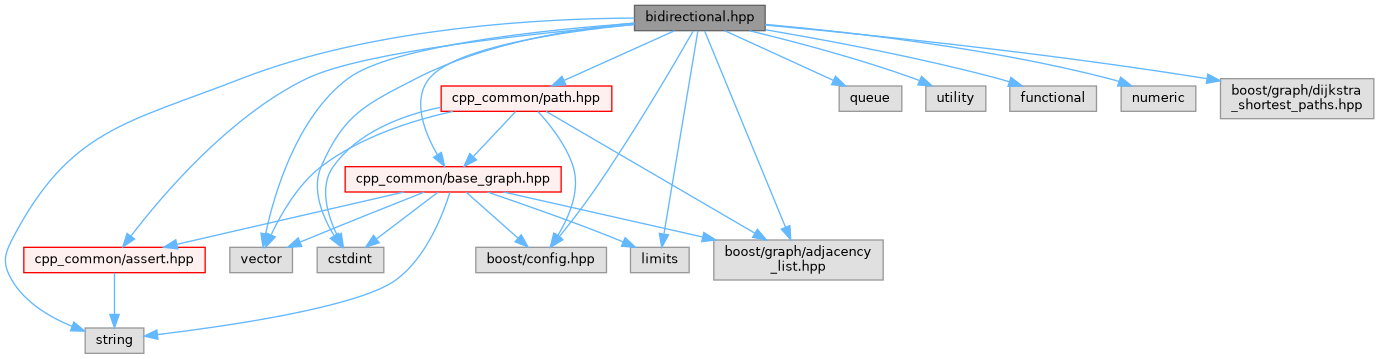 bidirectional.hpp
cpp_common/path.hpp
queue
utility
functional
numeric
boost/graph/dijkstra
_shortest_paths.hpp
cpp_common/base_graph.hpp
cpp_common/assert.hpp
vector
cstdint
boost/config.hpp
limits
boost/graph/adjacency
_list.hpp
string